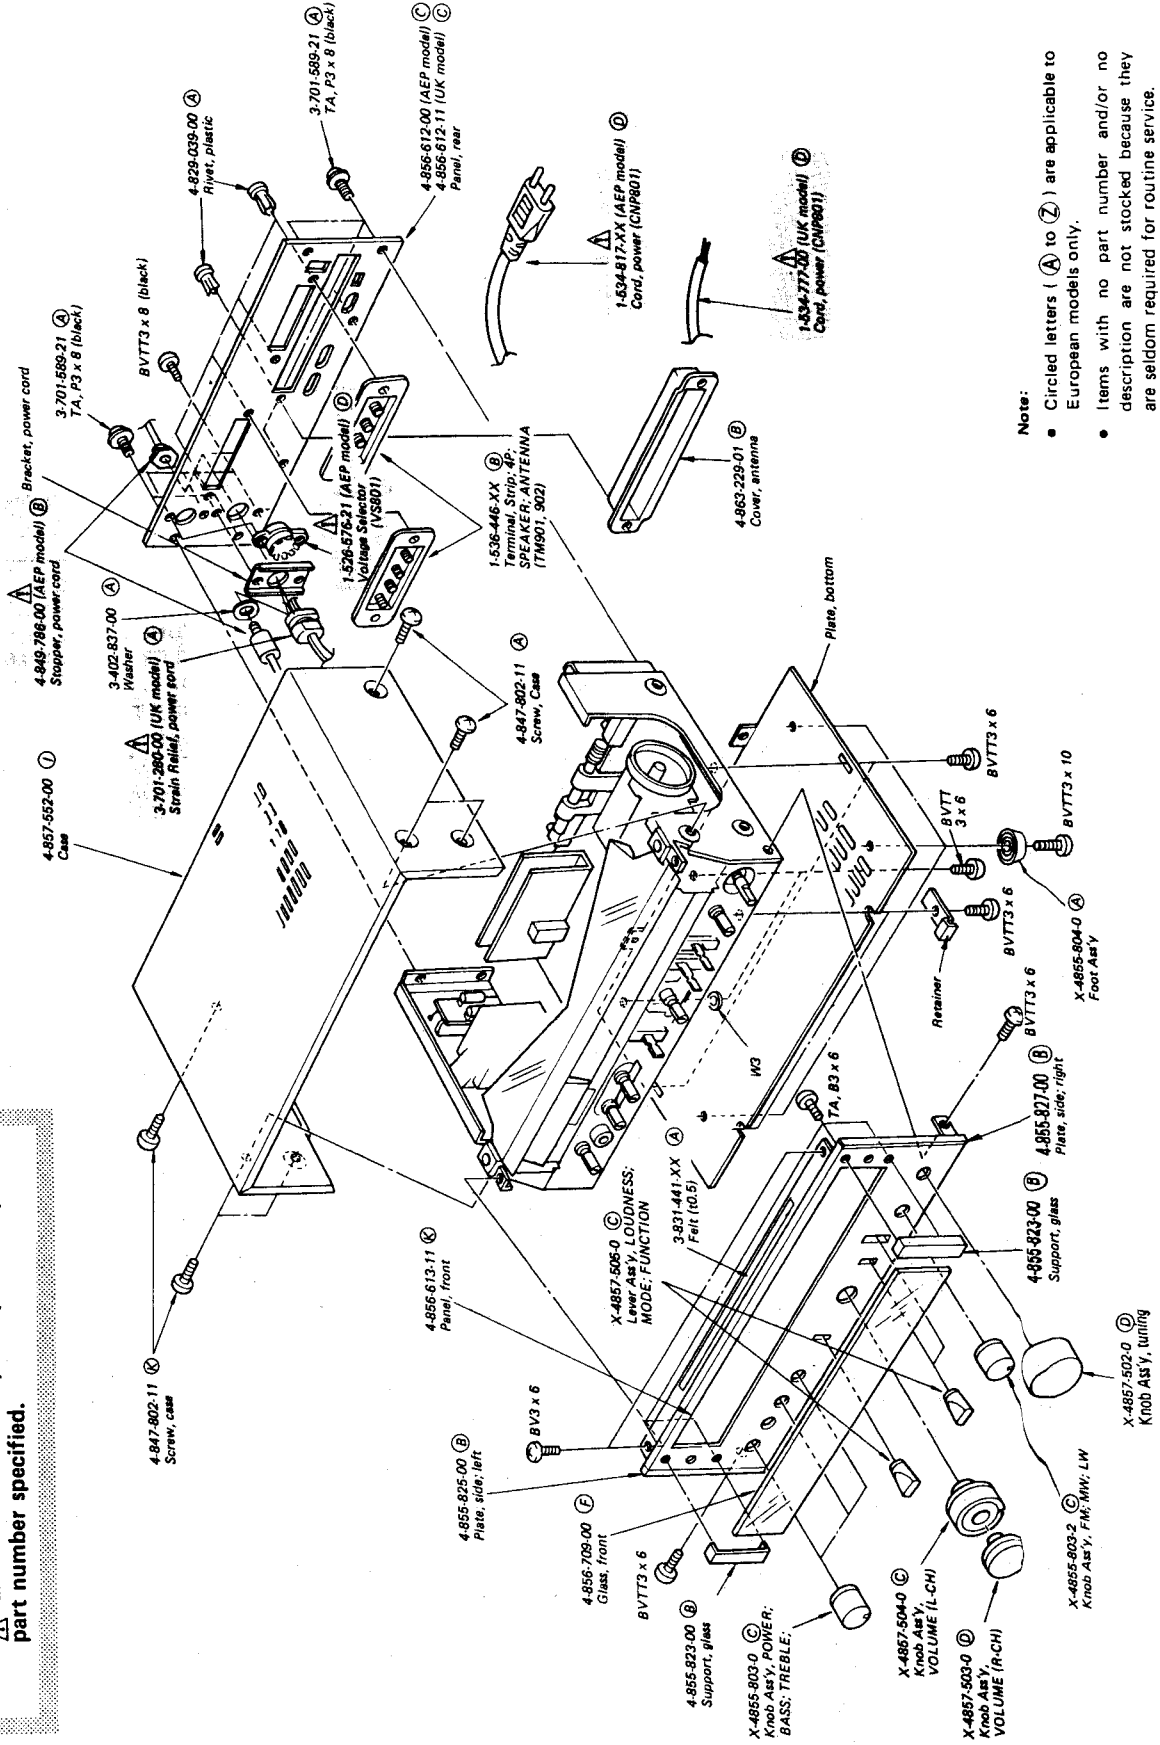 part number specified.
4-847-802-11 Ⓚ
Screw, case
4-857-552-00 Ⓘ
Case
4-849-786-00 (AEP model) Ⓑ
Stopper, power cord
3-402-837-00 Ⓐ
Washer
3-701-280-00 (UK model) Ⓐ
Strain Relief, power cord
Bracket, power cord
3-701-589-21 Ⓐ
TA, P3 x 8 (black)
BVTT3 x 8 (black)
4-829-039-00 Ⓐ
Rivet, plastic
3-701-589-21 Ⓐ
TA, P3 x 8 (black)
4-856-612-00 (AEP model) Ⓒ
4-856-612-11 (UK model) Ⓒ
Panel, rear
1-534-817-XX (AEP model) Ⓓ
Cord, power (CNP801)
1-534-777-00 (UK model) Ⓓ
Cord, power (CNP801)
1-526-576-21 (AEP model) Ⓓ
Voltage Selector
(VS801)
1-536-446-XX Ⓑ
Terminal, Strip; 4P,
SPEAKER; ANTENNA
(TM901, 902)
4-863-229-01 Ⓑ
Cover, antenna
4-847-802-11 Ⓐ
Screw, Case
Plate, bottom
BVTT3 x 6
BVTT
3 x 6
BVTT3 x 10
BVTT3 x 6
X-4855-804-0 Ⓐ
Foot Ass'y
Retainer
BVTT3 x 6
W3
TA, B3 x 6
4-855-827-00 Ⓑ
Plate, side; right
4-855-823-00 Ⓑ
Support, glass
3-831-441-XX Ⓐ
Felt (t0.5)
X-4857-506-0 Ⓒ
Lever Ass'y, LOUDNESS;
MODE; FUNCTION
4-856-613-11 Ⓚ
Panel, front
BV3 x 6
4-855-825-00 Ⓑ
Plate, side; left
4-856-709-00 Ⓕ
Glass, front
BVTT3 x 6
4-855-823-00 Ⓑ
Support, glass
X-4855-803-0 Ⓒ
Knob Ass'y, POWER;
BASS; TREBLE;
X-4857-504-0 Ⓒ
Knob Ass'y,
VOLUME (L-CH)
X-4857-503-0 Ⓓ
Knob Ass'y,
VOLUME (R-CH)
X-4855-803-2 Ⓒ
Knob Ass'y, FM; MW; LW
X-4857-502-0 Ⓓ
Knob Ass'y, tuning
Note:
● Circled letters ( Ⓐ to Ⓩ ) are applicable to
European models only.
● Items with no part number and/or no
description are not stocked because they
are seldom required for routine service.